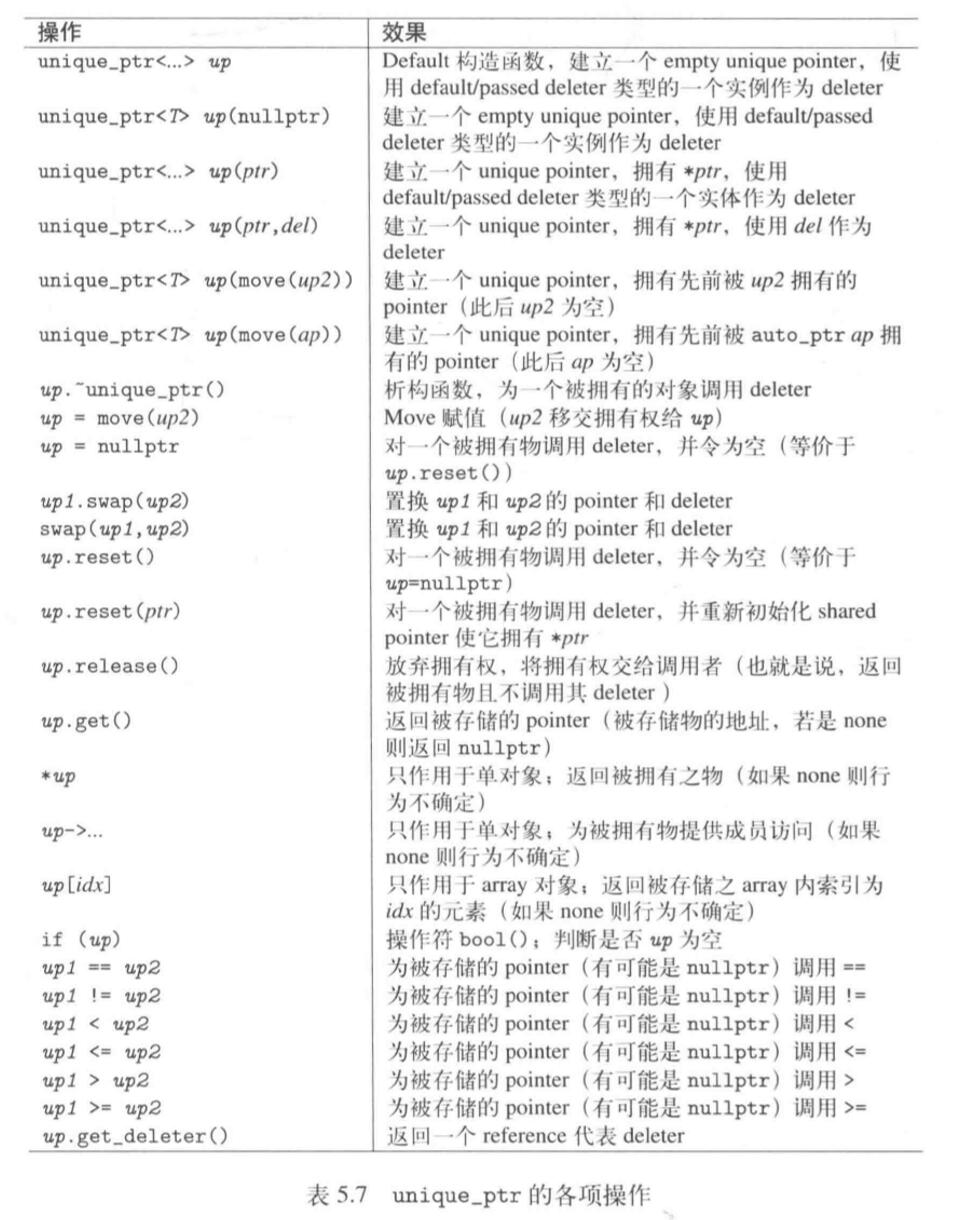 操作 效果
unique_ptr<...> up Default 构造函数，建立一个 empty unique pointer，使
用 default/passed deleter 类型的一个实例作为 deleter
unique_ptr<T> up(nullptr) 建立一个 empty unique pointer，使用 default/passed
deleter 类型的一个实例作为 deleter
unique_ptr<...> up(ptr) 建立一个 unique pointer，拥有 *ptr，使用
default/passed deleter 类型的一个实体作为 deleter
unique_ptr<...> up(ptr,del) 建立一个 unique pointer，拥有 *ptr，使用 del 作为
deleter
unique_ptr<T> up(move(up2)) 建立一个 unique pointer，拥有先前被 up2 拥有的
pointer（此后 up2 为空）
unique_ptr<T> up(move(ap)) 建立一个 unique pointer，拥有先前被 auto_ptr ap 拥
有的 pointer（此后 ap 为空）
up.~unique_ptr() 析构函数，为一个被拥有的对象调用 deleter
up = move(up2) Move 赋值（up2 移交拥有权给 up）
up = nullptr 对一个被拥有物调用 deleter，并令为空（等价于
up.reset()）
up1.swap(up2) 置换 up1 和 up2 的 pointer 和 deleter
swap(up1,up2) 置换 up1 和 up2 的 pointer 和 deleter
up.reset() 对一个被拥有物调用 deleter，并令为空（等价于
up=nullptr）
up.reset(ptr) 对一个被拥有物调用 deleter，并重新初始化 shared
pointer 使它拥有 *ptr
up.release() 放弃拥有权，将拥有权交给调用者（也就是说，返回
被拥有物且不调用其 deleter）
up.get() 返回被存储的 pointer（被存储物的地址，若是 none
则返回 nullptr）
*up 只作用于单对象；返回被拥有之物（如果 none 则行
为不确定）
up->... 只作用于单对象；为被拥有物提供成员访问（如果
none 则行为不确定）
up[idx] 只作用于 array 对象；返回被存储之 array 内索引为
idx 的元素（如果 none 则行为不确定）
if (up) 操作符 bool()；判断是否 up 为空
up1 == up2 为被存储的 pointer（有可能是 nullptr）调用 ==
up1 != up2 为被存储的 pointer（有可能是 nullptr）调用 !=
up1 < up2 为被存储的 pointer（有可能是 nullptr）调用 <
up1 <= up2 为被存储的 pointer（有可能是 nullptr）调用 <=
up1 > up2 为被存储的 pointer（有可能是 nullptr）调用 >
up1 >= up2 为被存储的 pointer（有可能是 nullptr）调用 >=
up.get_deleter() 返回一个 reference 代表 deleter
表 5.7 unique_ptr 的各项操作